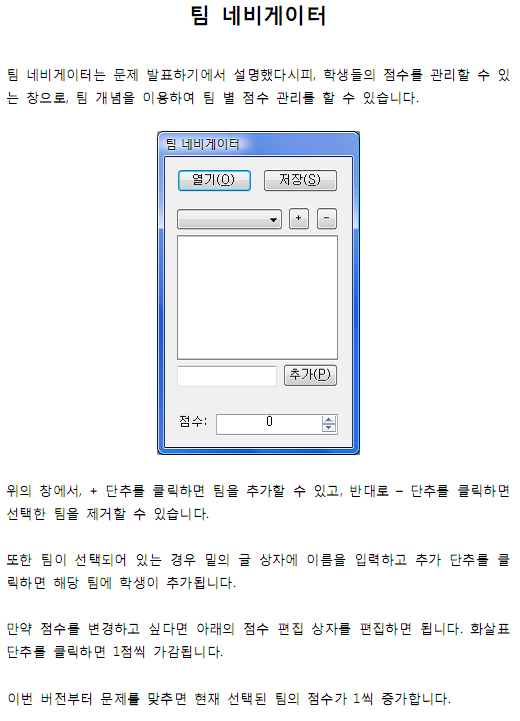 팀 네비게이터
팀 네비게이터는 문제 발표하기에서 설명했다시피, 학생들의 점수를 관리할 수 있
는 창으로, 팀 개념을 이용하여 팀 별 점수 관리를 할 수 있습니다.
팀 네비게이터
열기(O) 저장(S)
+ -
추가(P)
점수: 0
위의 창에서, + 단추를 클릭하면 팀을 추가할 수 있고, 반대로 – 단추를 클릭하면
선택한 팀을 제거할 수 있습니다.
또한 팀이 선택되어 있는 경우 밑의 글 상자에 이름을 입력하고 추가 단추를 클
릭하면 해당 팀에 학생이 추가됩니다.
만약 점수를 변경하고 싶다면 아래의 점수 편집 상자를 편집하면 됩니다. 화살표
단추를 클릭하면 1점씩 가감됩니다.
이번 버전부터 문제를 맞추면 현재 선택된 팀의 점수가 1씩 증가합니다.